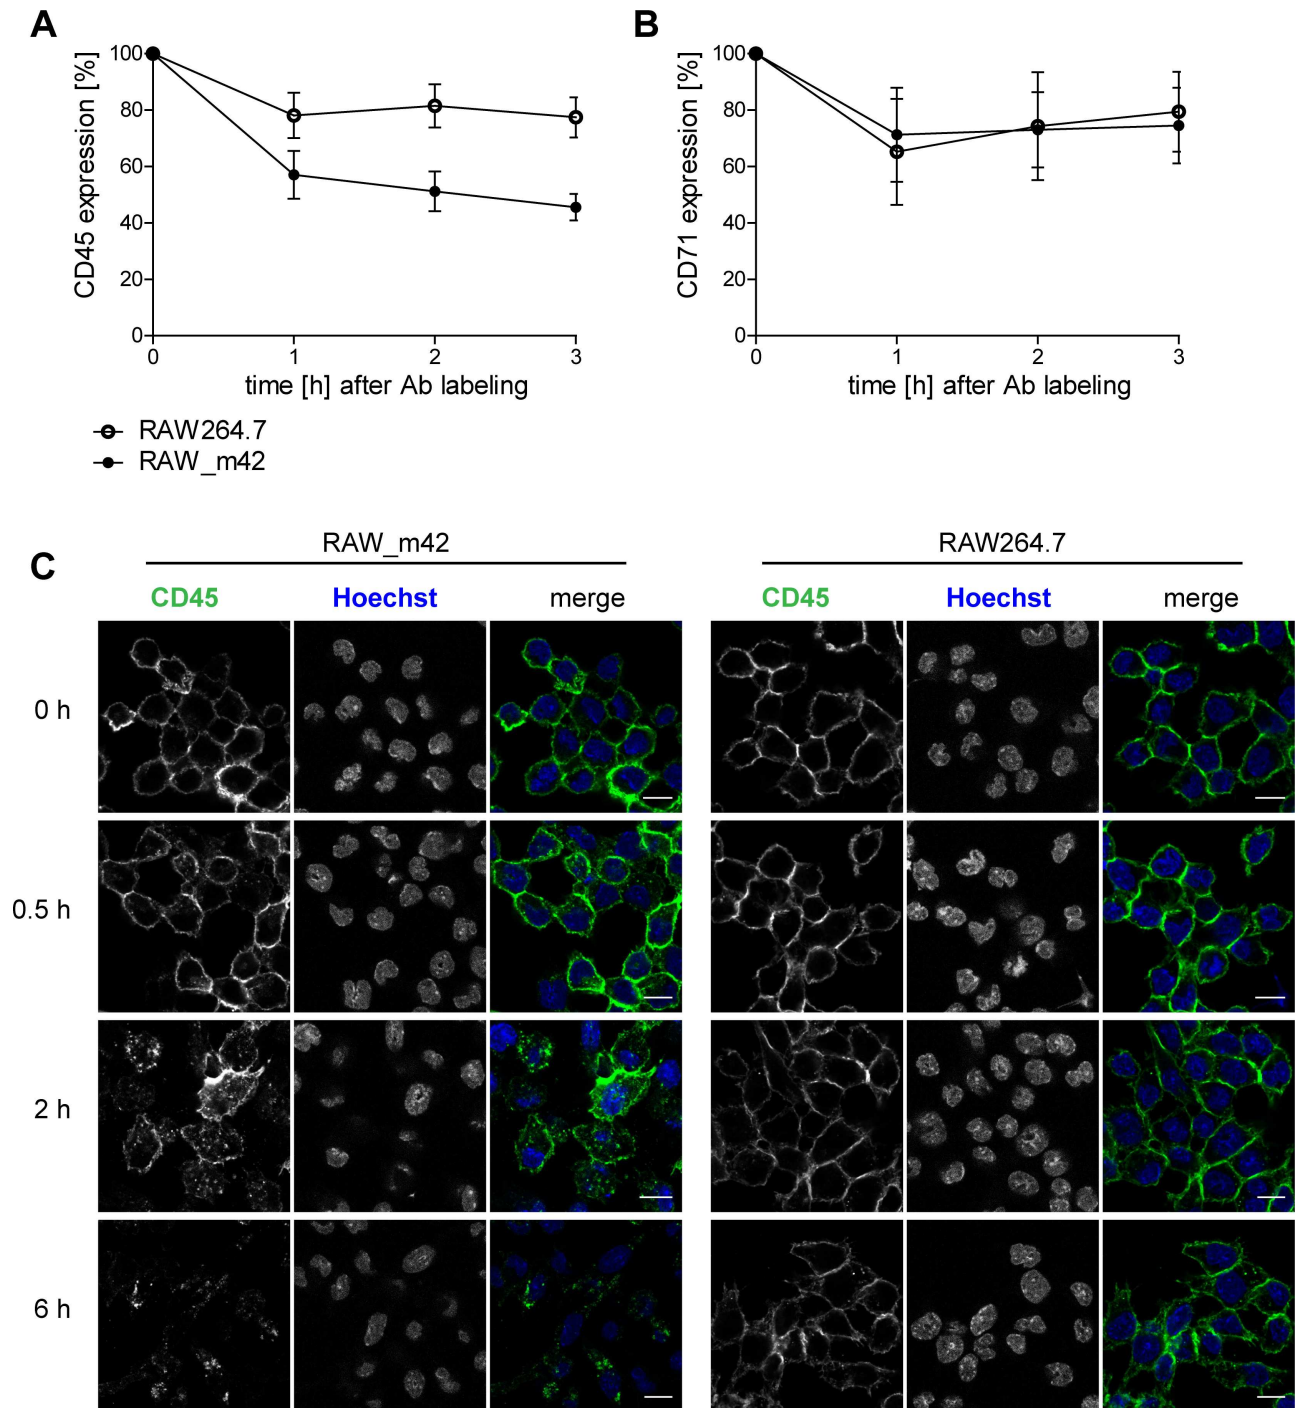 A
B
100
80
60
40
20
0
CD45 expression [%]
0 1 2 3
time [h] after Ab labeling
100
80
60
40
20
0
CD71 expression [%]
0 1 2 3
time [h] after Ab labeling
RAW264.7
RAW_m42
C
RAW_m42
RAW264.7
CD45 Hoechst merge
CD45 Hoechst merge
0 h
0.5 h
2 h
6 h